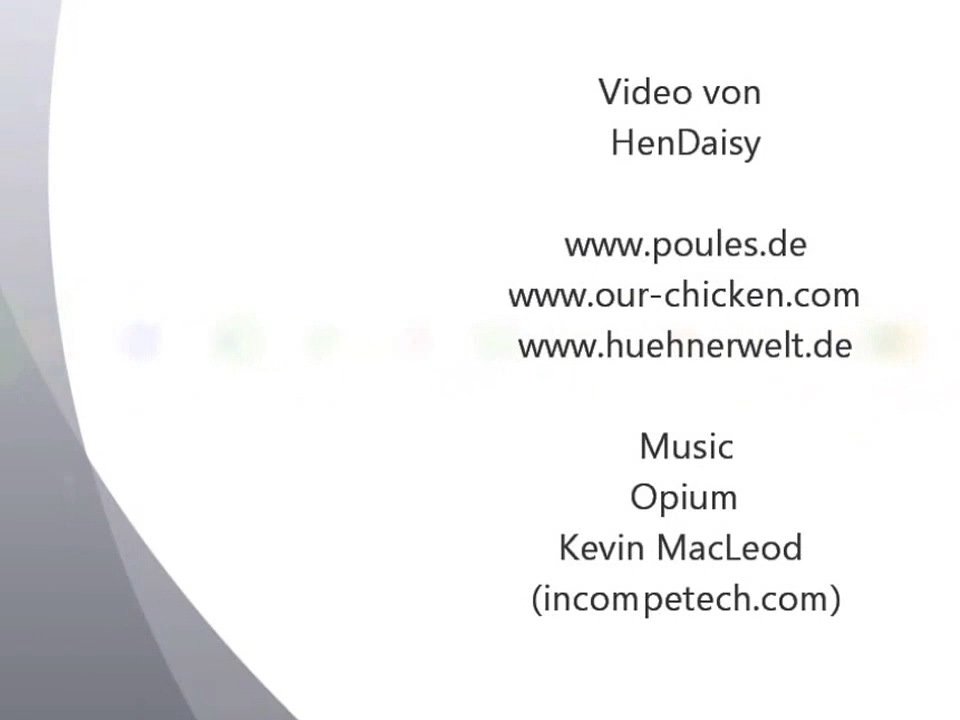 Video von
HenDaisy
www.poules.de
www.our-chicken.com
www.huehnerwelt.de
Music
Opium
Kevin MacLeod
(incompetech.com)